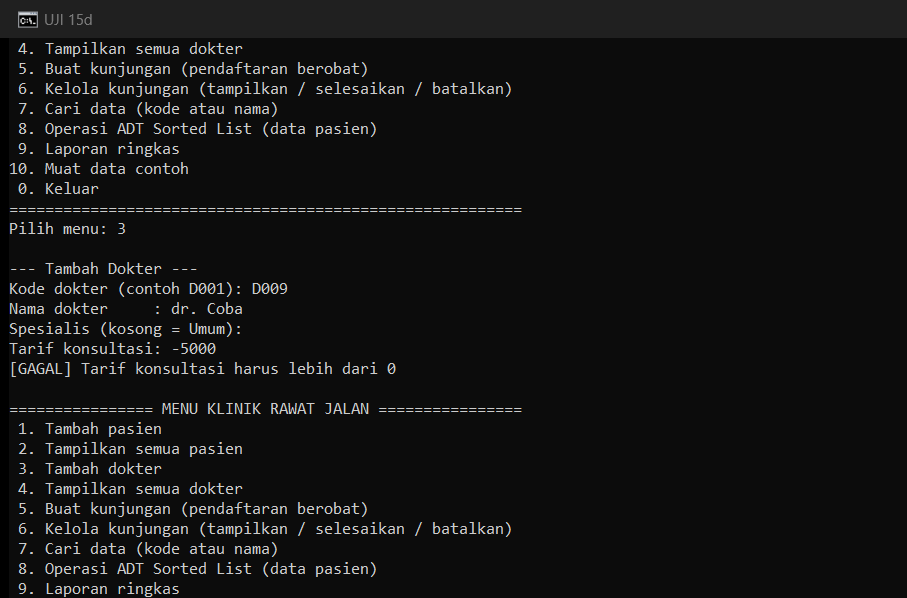 UJI 15d
4. Tampilkan semua dokter
5. Buat kunjungan (pendaftaran berobat)
6. Kelola kunjungan (tampilkan / selesaikan / batalkan)
7. Cari data (kode atau nama)
8. Operasi ADT Sorted List (data pasien)
9. Laporan ringkas
10. Muat data contoh
0. Keluar
=========================================================
Pilih menu: 3
--- Tambah Dokter ---
Kode dokter (contoh D001): D009
Nama dokter     : dr. Coba
Spesialis (kosong = Umum):
Tarif konsultasi: -5000
[GAGAL] Tarif konsultasi harus lebih dari 0
================ MENU KLINIK RAWAT JALAN ================
1. Tambah pasien
2. Tampilkan semua pasien
3. Tambah dokter
4. Tampilkan semua dokter
5. Buat kunjungan (pendaftaran berobat)
6. Kelola kunjungan (tampilkan / selesaikan / batalkan)
7. Cari data (kode atau nama)
8. Operasi ADT Sorted List (data pasien)
9. Laporan ringkas